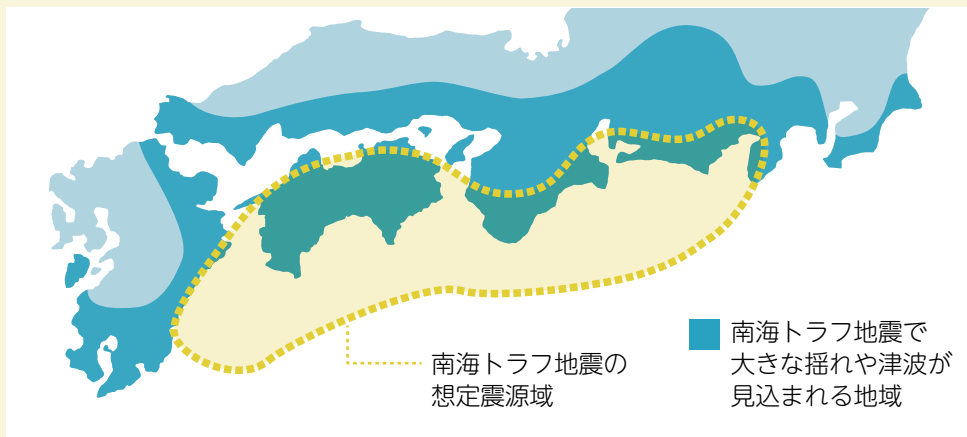 南海トラフ地震の
想定震源域
南海トラフ地震で
大きな揺れや津波が
見込まれる地域